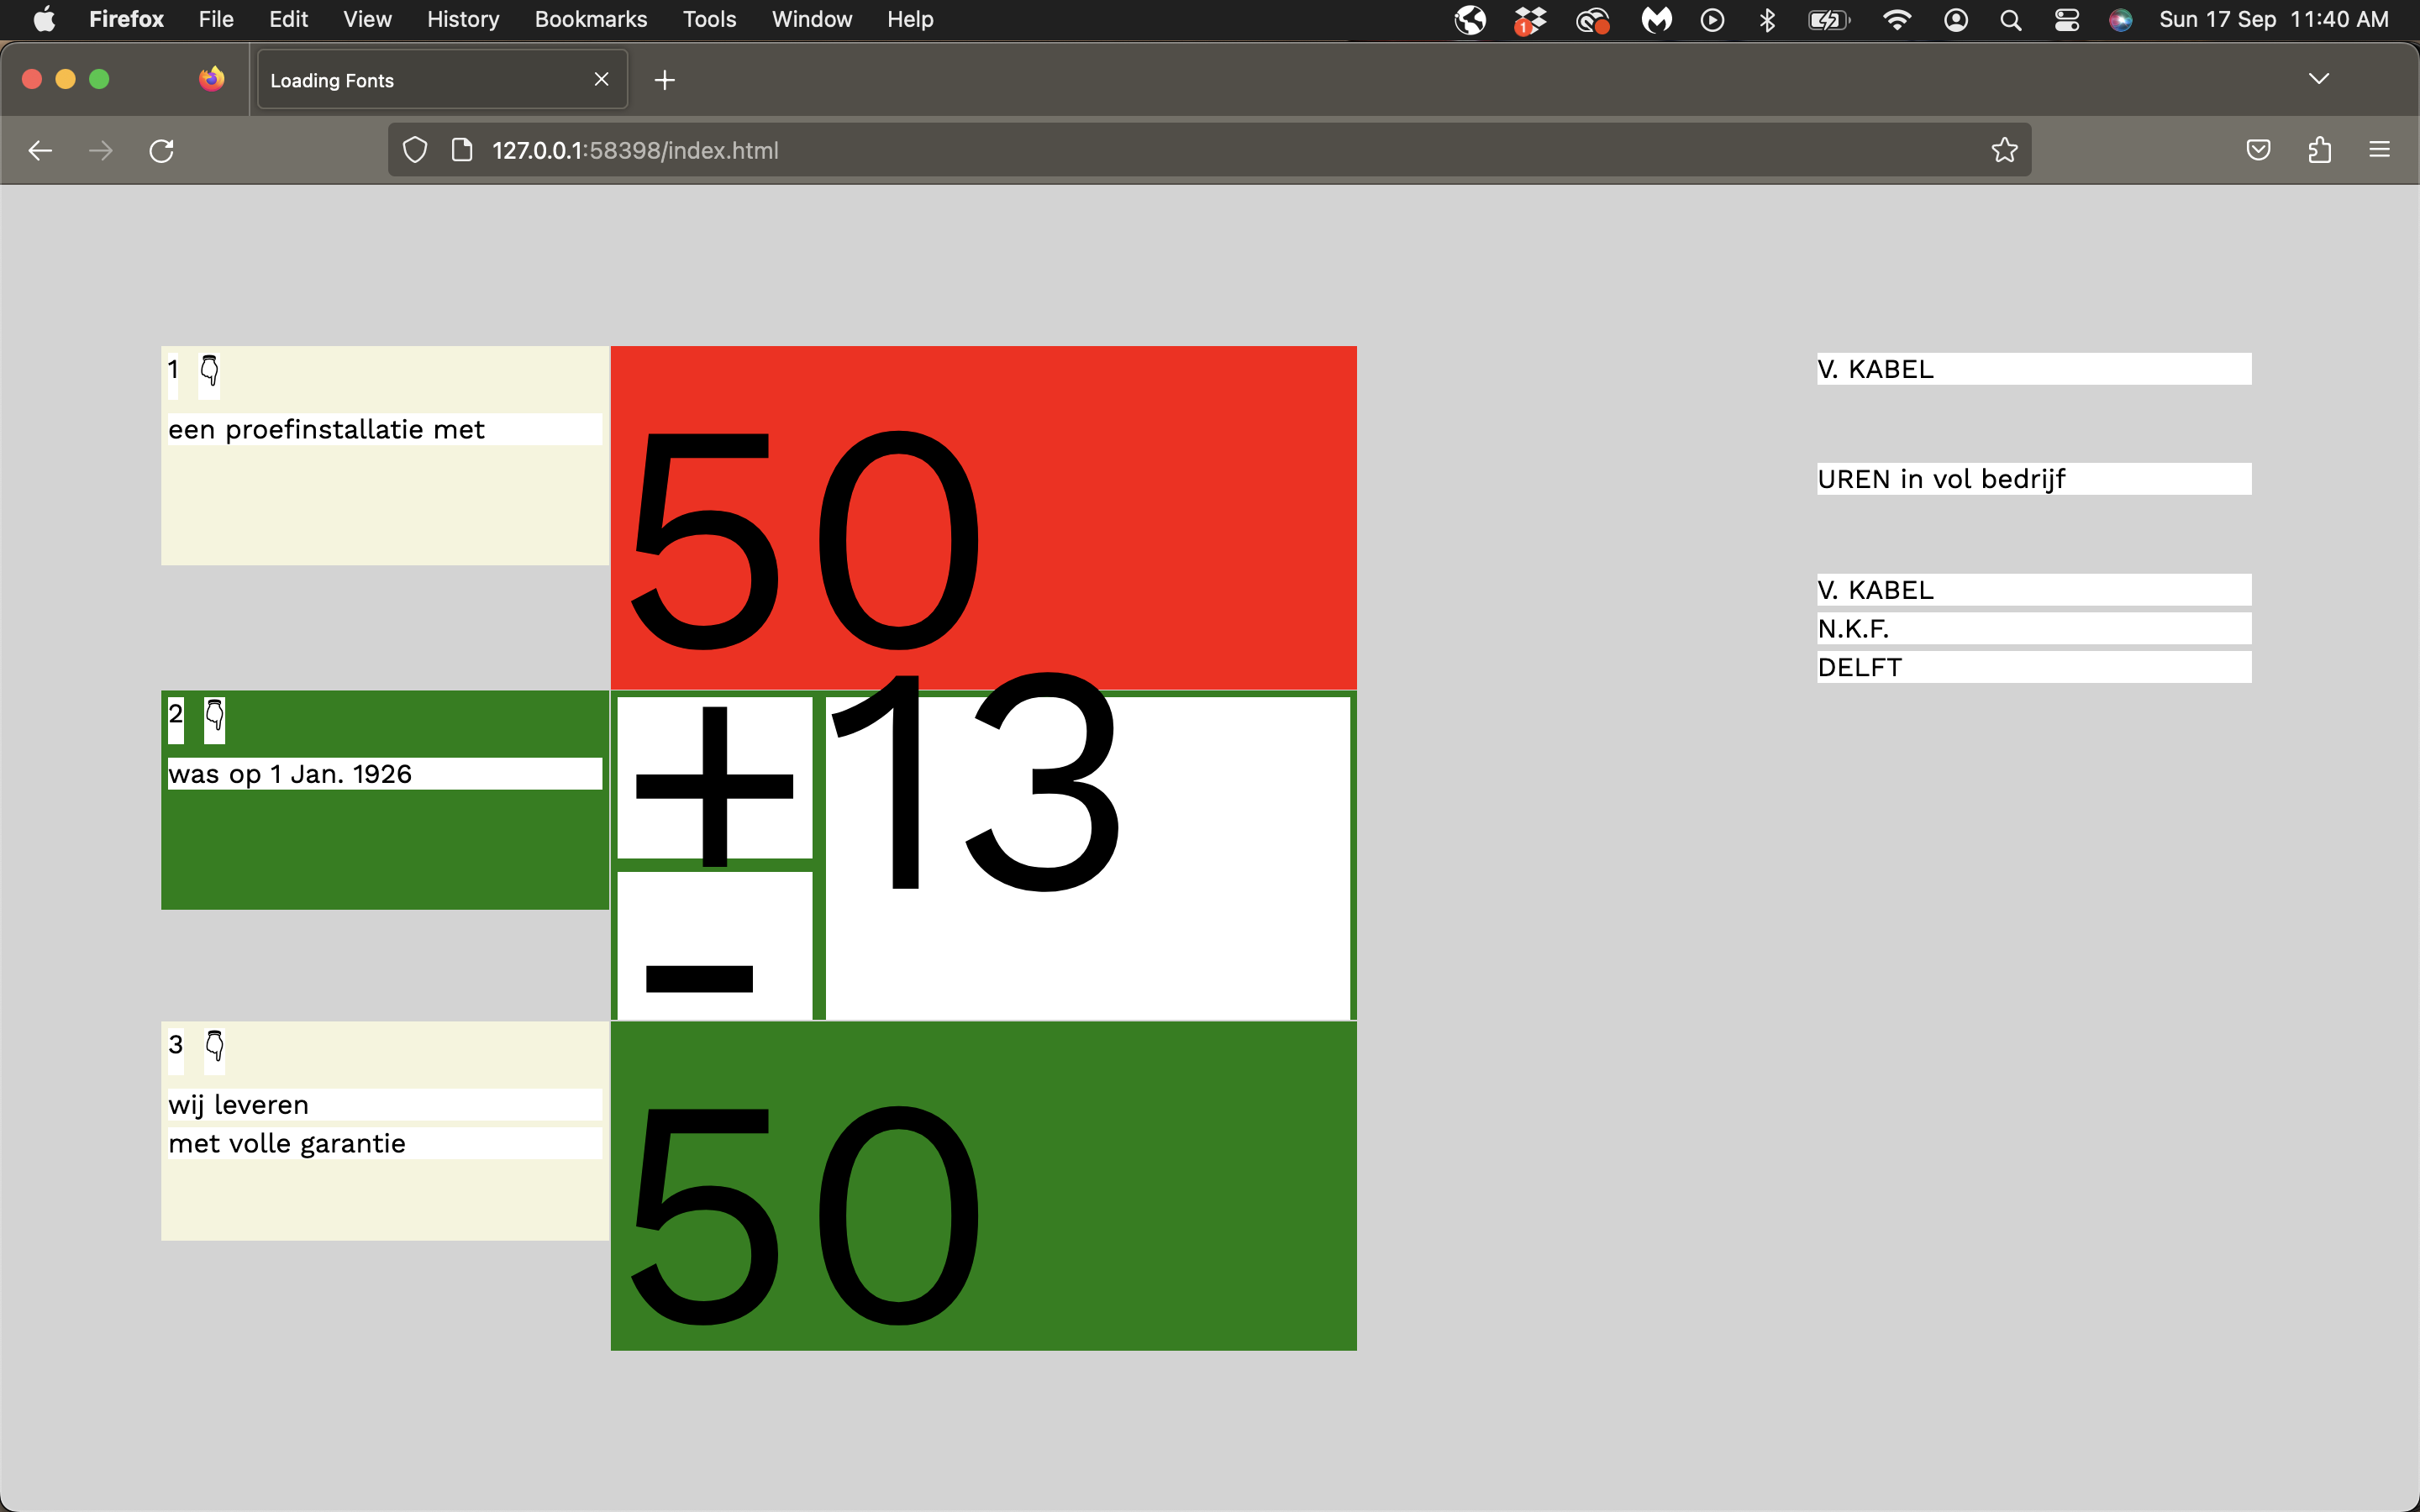 Firefox File Edit View History Bookmarks Tools Window Help
1
Sun 17 Sep 11:40 AM
Loading Fonts
127.0.0.1:58398/index.html
1 👇
een proefinstallatie met
50
V. KABEL
UREN in vol bedrijf
V. KABEL
N.K.F.
DELFT
2 👇
was op 1 Jan. 1926
+
13
–
3 👇
wij leveren
met volle garantie
50